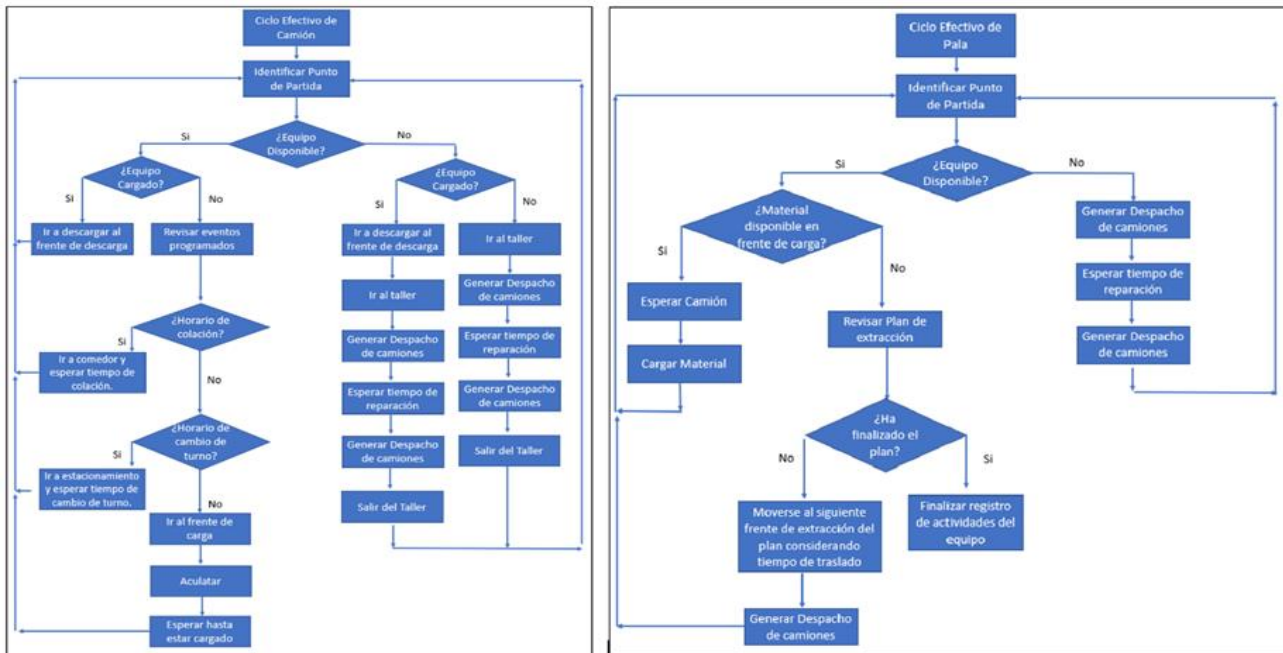 Ciclo Efectivo de
Camión
Identificar Punto
de Partida
¿Equipo
Disponible?
Si
No
¿Equipo
Cargado?
Si
No
Ir a descargar al
frente de descarga
Revisar eventos
programados
¿Horario de
colación?
Si
Ir a comedor y
esperar tiempo de
colación.
No
¿Horario de
cambio de
turno?
Si
Ir a estacionamiento
y esperar tiempo de
cambio de turno.
No
Ir al frente de
carga
Aculatar
Esperar hasta
estar cargado
¿Equipo
Cargado?
Si
No
Ir a descargar al
frente de descarga
Ir al taller
Generar Despacho
de camiones
Esperar tiempo de
reparación
Generar Despacho
de camiones
Salir del Taller
Ir al taller
Generar Despacho
de camiones
Esperar tiempo de
reparación
Generar Despacho
de camiones
Salir del Taller
Ciclo Efectivo de
Pala
Identificar Punto
de Partida
¿Equipo
Disponible?
Si
No
¿Material
disponible en
frente de carga?
Si
No
Esperar Camión
Cargar Material
Revisar Plan de
extracción
¿Ha
finalizado el
plan?
No
Si
Moverse al siguiente
frente de extracción del
plan considerando
tiempo de traslado
Generar Despacho
de camiones
Finalizar registro
de actividades del
equipo
Generar Despacho
de camiones
Esperar tiempo de
reparación
Generar Despacho
de camiones